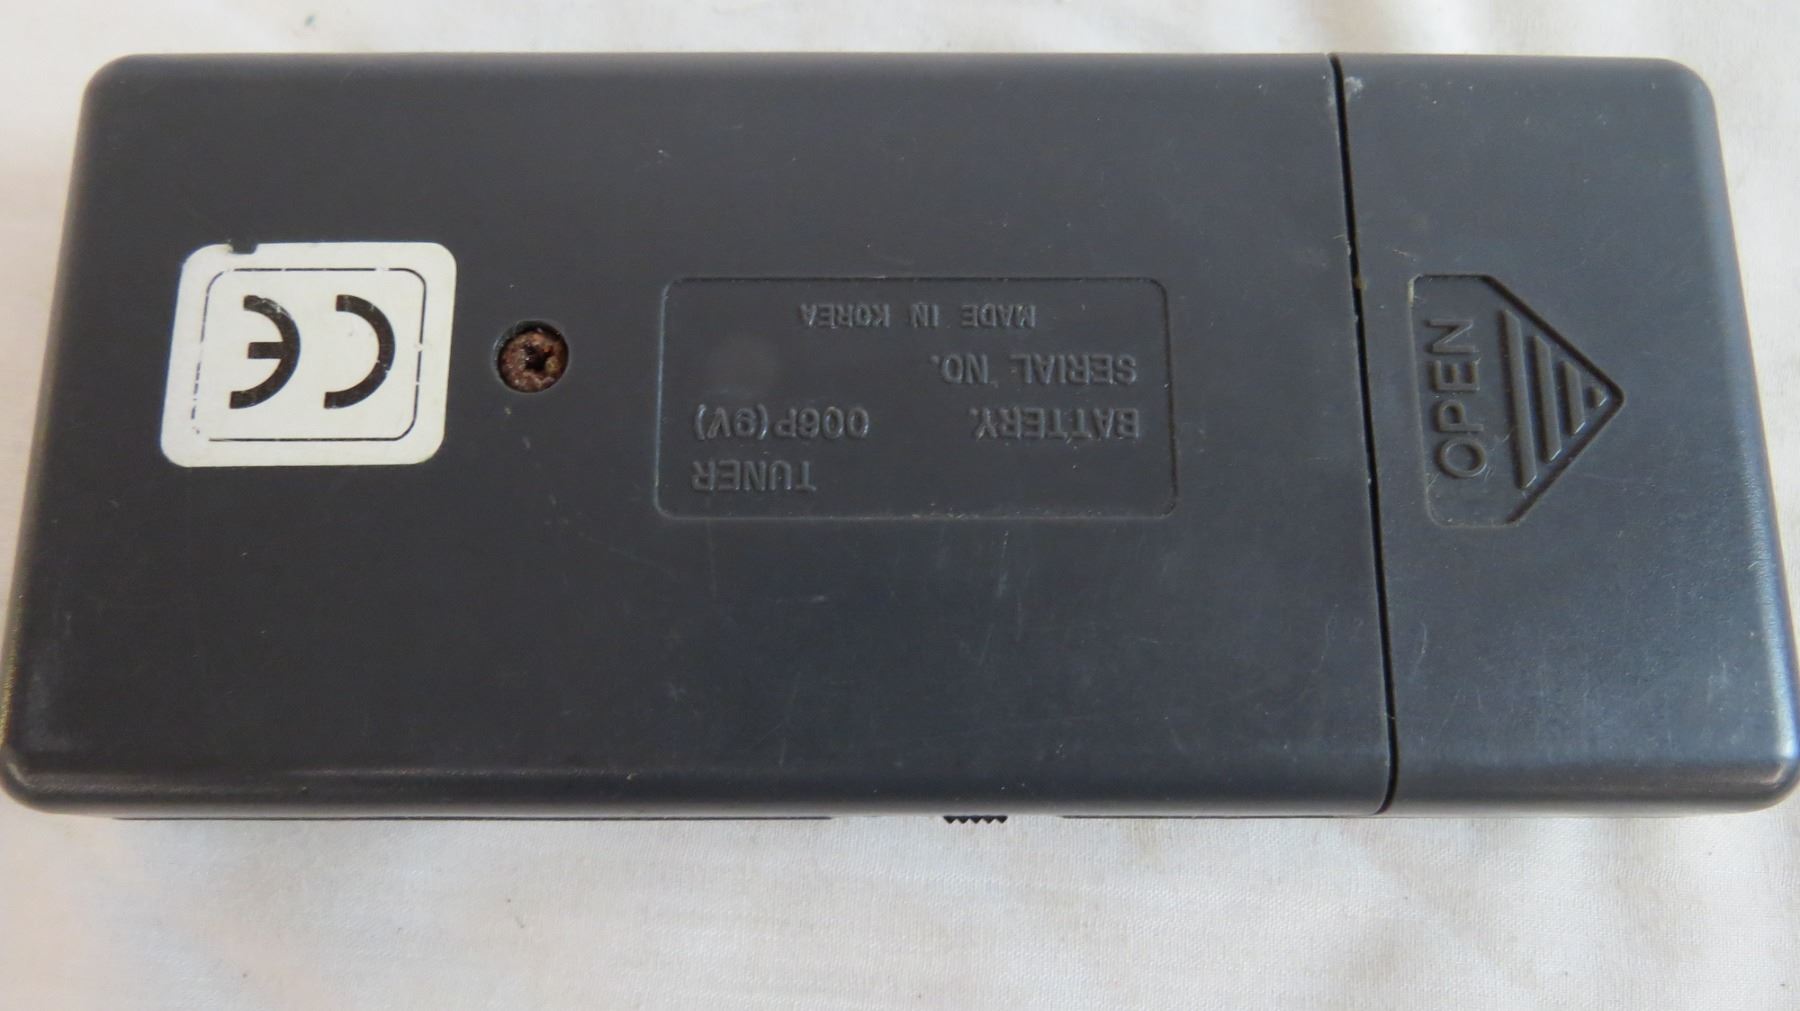 TUNER
BATTERY. 006P(9V)
SERIAL NO.
MADE IN KOREA
OPEN
CE